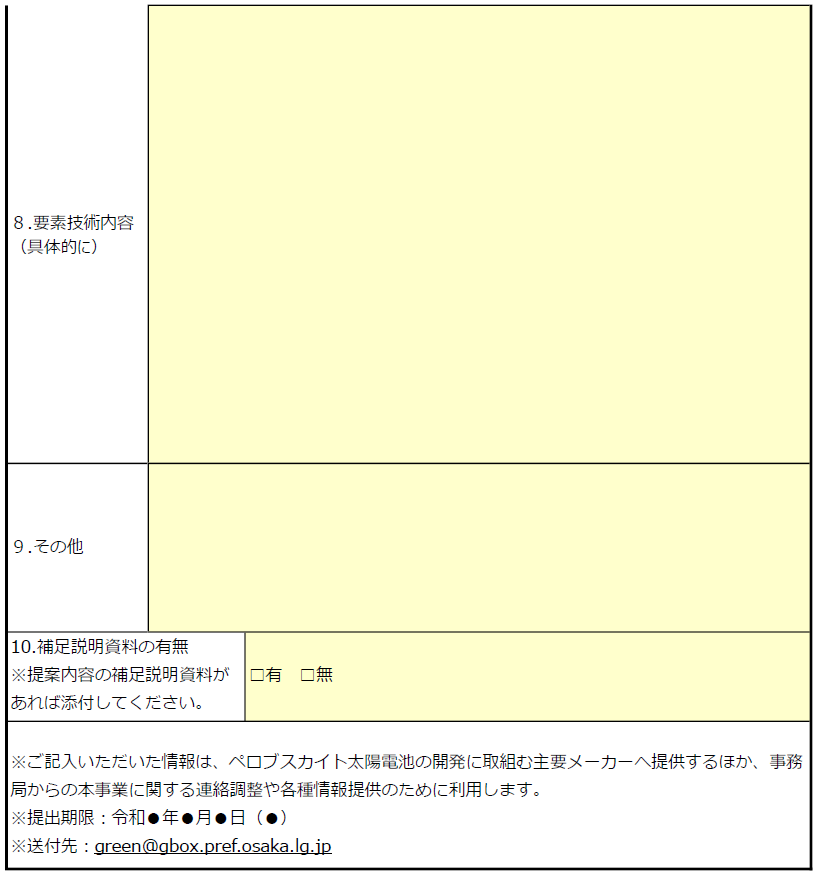 ８.要素技術内容
（具体的に）
９.その他
10.補足説明資料の有無
※提案内容の補足説明資料が
あれば添付してください。
□有　□無
※ご記入いただいた情報は、ペロブスカイト太陽電池の開発に取組む主要メーカーへ提供するほか、事務
局からの本事業に関する連絡調整や各種情報提供のために利用します。
※提出期限：令和●年●月●日（●）
※送付先：green@gbox.pref.osaka.lg.jp